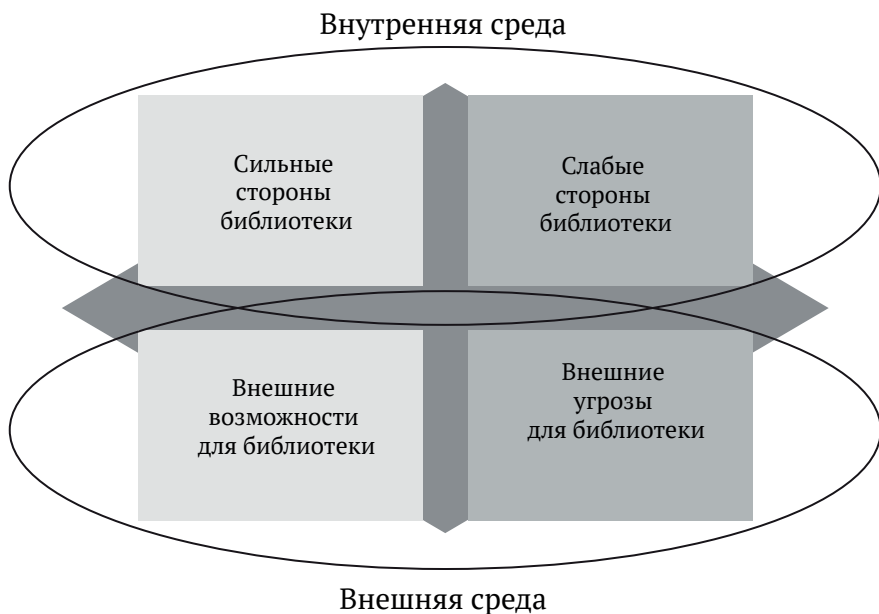 Внутренняя среда
Сильные
стороны
библиотеки
Слабые
стороны
библиотеки
Внешние
возможности
для библиотеки
Внешние
угрозы
для библиотеки
Внешняя среда